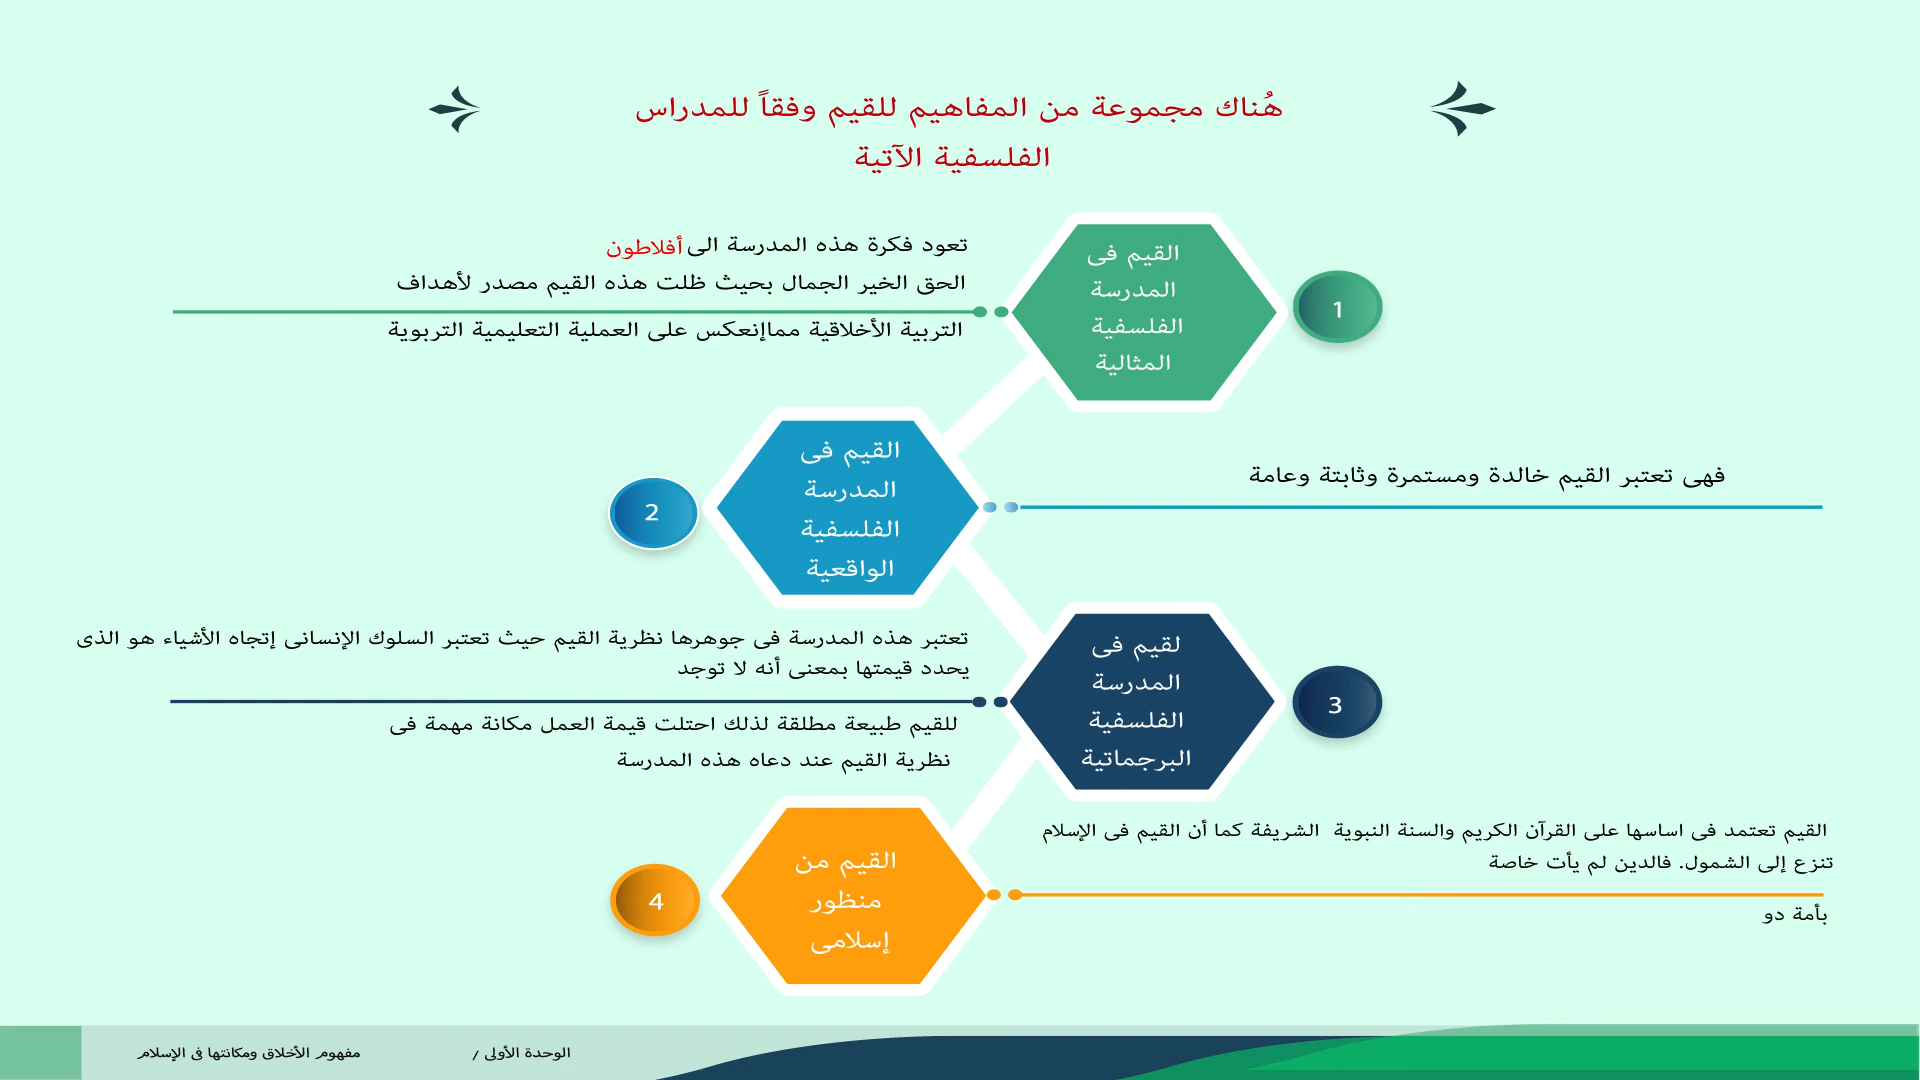 هُناك مجموعة من المفاهيم للقيم وفقاً للمدراس
الفلسفية الآتية
القيم فى
المدرسة
الفلسفية
المثالية
1
تعود فكرة هذه المدرسة الى أفلاطون
الحق الخير الجمال بحيث ظلت هذه القيم مصدر لأهداف
التربية الأخلاقية مماإنعكس على العملية التعليمية التربوية
القيم فى
المدرسة
الفلسفية
الواقعية
2
فهى تعتبر القيم خالدة ومستمرة وثابتة وعامة
لقيم فى
المدرسة
الفلسفية
البرجماتية
3
تعتبر هذه المدرسة فى جوهرها نظرية القيم حيث تعتبر السلوك الإنسانى إتجاه الأشياء هو الذى
يحدد قيمتها بمعنى أنه لا توجد
للقيم طبيعة مطلقة لذلك احتلت قيمة العمل مكانة مهمة فى
نظرية القيم عند دعاه هذه المدرسة
القيم من
منظور
إسلامى
4
القيم تعتمد فى اساسها على القرآن الكريم والسنة النبوية الشريفة كما أن القيم فى الإسلام
تنزع إلى الشمول. فالدين لم يأت خاصة
بأمة دو
الوحدة الأولى / مفهوم الأخلاق ومكانتها فى الإسلام